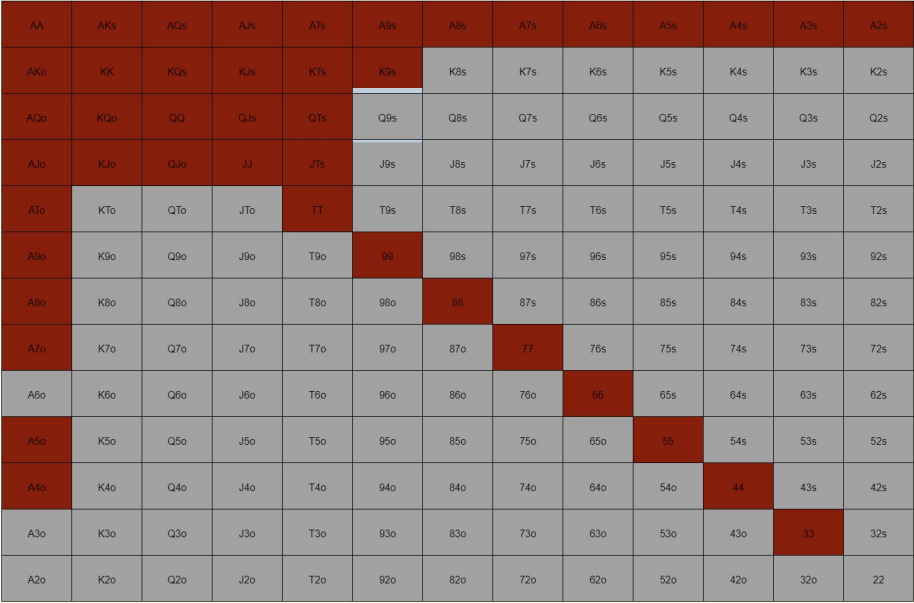 AA AKs AQs AJs ATs A9s A8s A7s A6s A5s A4s A3s A2s
AKo KK KQs KJs KTs K9s K8s K7s K6s K5s K4s K3s K2s
AQo KQo QQ QJs QTs Q9s Q8s Q7s Q6s Q5s Q4s Q3s Q2s
AJo KJo QJo JJ JTs J9s J8s J7s J6s J5s J4s J3s J2s
ATo KTo QTo JTo TT T9s T8s T7s T6s T5s T4s T3s T2s
A9o K9o Q9o J9o T9o 99 98s 97s 96s 95s 94s 93s 92s
A8o K8o Q8o J8o T8o 98o 88 87s 86s 85s 84s 83s 82s
A7o K7o Q7o J7o T7o 97o 87o 77 76s 75s 74s 73s 72s
A6o K6o Q6o J6o T6o 96o 86o 76o 66 65s 64s 63s 62s
A5o K5o Q5o J5o T5o 95o 85o 75o 65o 55 54s 53s 52s
A4o K4o Q4o J4o T4o 94o 84o 74o 64o 54o 44 43s 42s
A3o K3o Q3o J3o T3o 93o 83o 73o 63o 53o 43o 33 32s
A2o K2o Q2o J2o T2o 92o 82o 72o 62o 52o 42o 32o 22